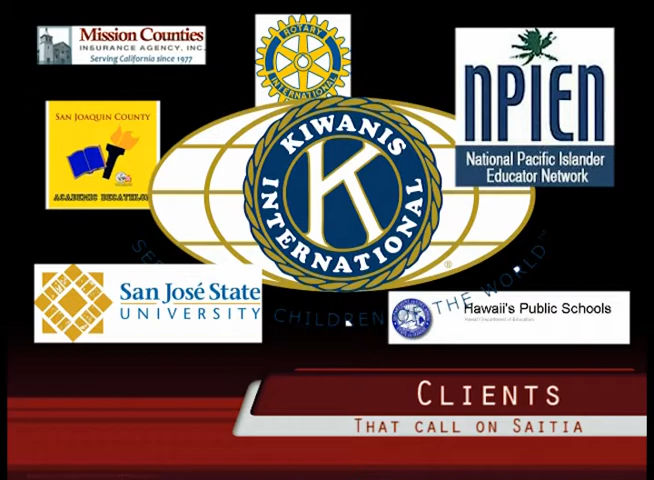 Mission Counties
INSURANCE AGENCY, INC.
Serving California since 1977
ROTARY
INTERNATIONAL
NPIEN
National Pacific Islander
Educator Network
SAN JOAQUIN COUNTY
ACADEMIC DECATHLON
KIWANIS
K
INTERNATIONAL
®
San José State
UNIVERSITY
CHILDREN
THE WORLD™
Hawaii's Public Schools
Hawaii Department of Education
CLIENTS
THAT CALL ON SAITIA